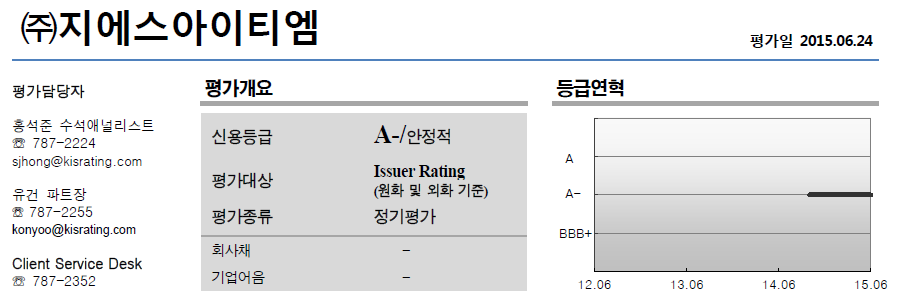 ㈜지에스아이티엠
평가일 2015.06.24
평가담당자
홍석준 수석애널리스트
☏ 787-2224
sjhong@kisrating.com
유건 파트장
☏ 787-2255
konyoo@kisrating.com
Client Service Desk
☏ 787-2352
평가개요
신용등급 A-/안정적
평가대상 Issuer Rating
(원화 및 외화 기준)
평가종류 정기평가
회사채 -
기업어음 -
등급연혁
A
A-
BBB+
12.06 13.06 14.06 15.06